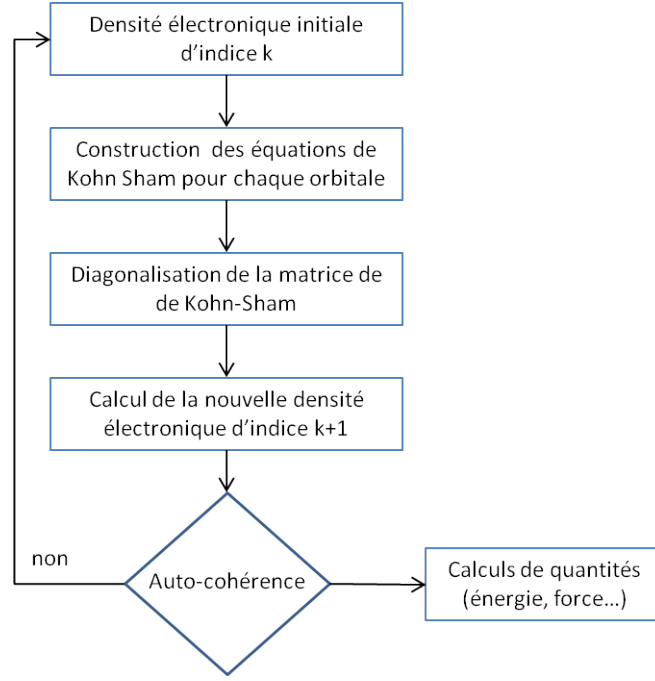 Densité électronique initiale
d’indice k
Construction des équations de
Kohn Sham pour chaque orbitale
Diagonalisation de la matrice de
de Kohn-Sham
Calcul de la nouvelle densité
électronique d’indice k+1
non
Auto-cohérence
Calculs de quantités
(énergie, force…)